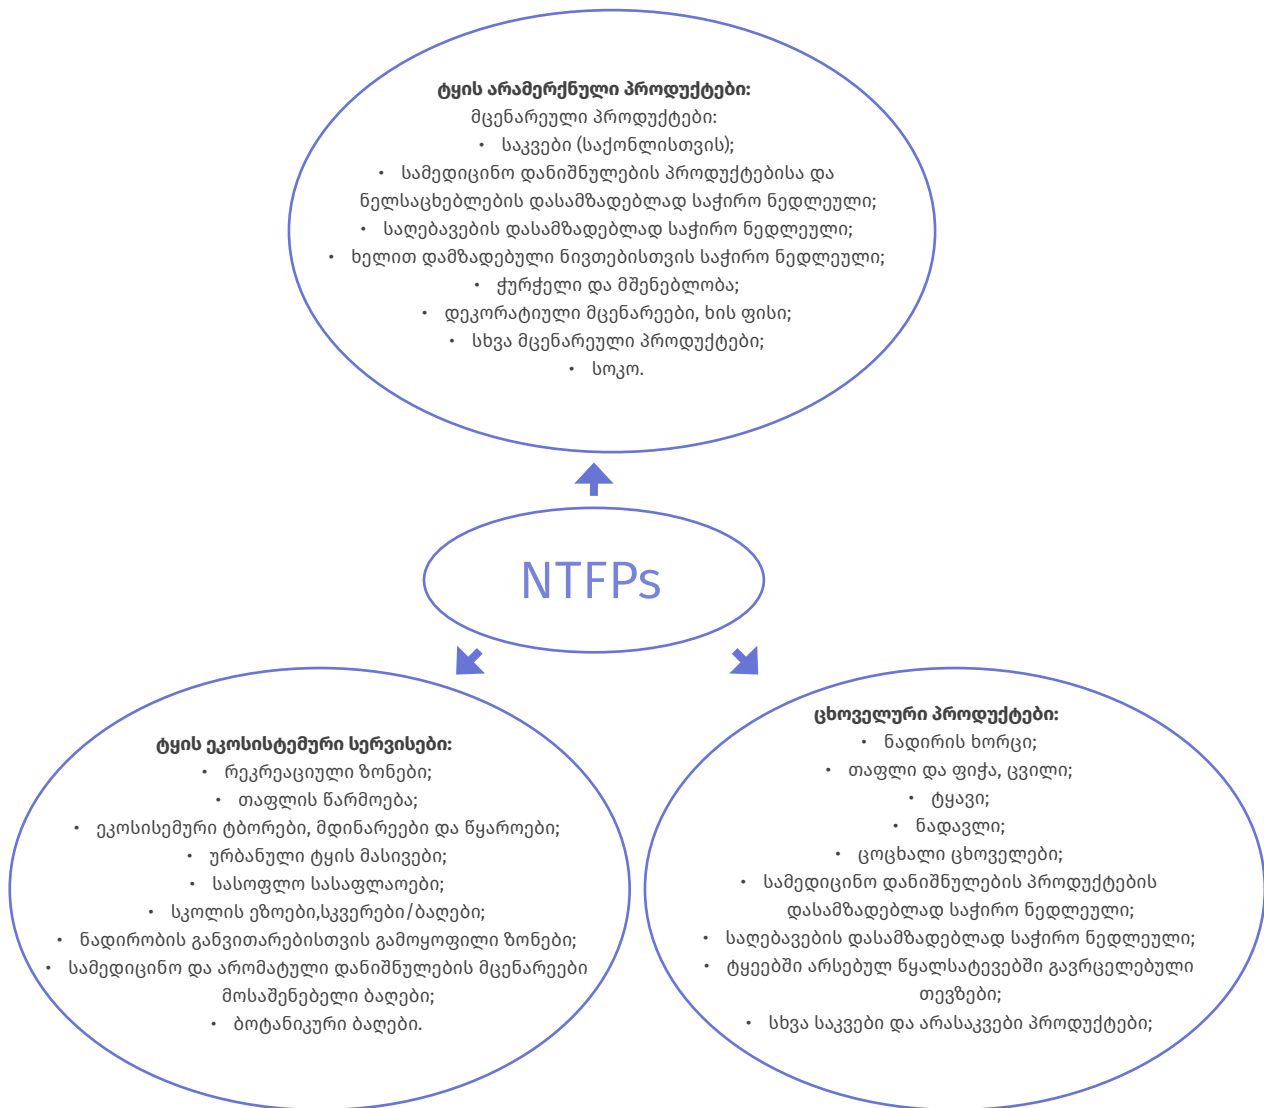 ტყის არამერქნული პროდუქტები:
მცენარეული პროდუქტები:
• საკვები (საქონლისთვის);
• სამედიცინო დანიშნულების პროდუქტებისა და
ნელსაცხებლების დასამზადებლად საჭირო ნედლეული;
• საღებავების დასამზადებლად საჭირო ნედლეული;
• ხელით დამზადებული ნივთებისთვის საჭირო ნედლეული;
• ჭურჭელი და მშენებლობა;
• დეკორატიული მცენარეები, ხის ფისი;
• სხვა მცენარეული პროდუქტები;
• სოკო.
NTFPs
ტყის ეკოსისტემური სერვისები:
• რეკრეაციული ზონები;
• თაფლის წარმოება;
• ეკოსისემური ტბორები, მდინარეები და წყაროები;
• ურბანული ტყის მასივები;
• სასოფლო სასაფლაოები;
• სკოლის ეზოები,სკვერები/ბაღები;
• ნადირობის განვითარებისთვის გამოყოფილი ზონები;
• სამედიცინო და არომატული დანიშნულების მცენარეები
მოსაშენებელი ბაღები;
• ბოტანიკური ბაღები.
ცხოველური პროდუქტები:
• ნადირის ხორცი;
• თაფლი და ფიჭა, ცვილი;
• ტყავი;
• ნადავლი;
• ცოცხალი ცხოველები;
• სამედიცინო დანიშნულების პროდუქტების
დასამზადებლად საჭირო ნედლეული;
• საღებავების დასამზადებლად საჭირო ნედლეული;
• ტყეებში არსებულ წყალსატევებში გავრცელებული
თევზები;
• სხვა საკვები და არასაკვები პროდუქტები;